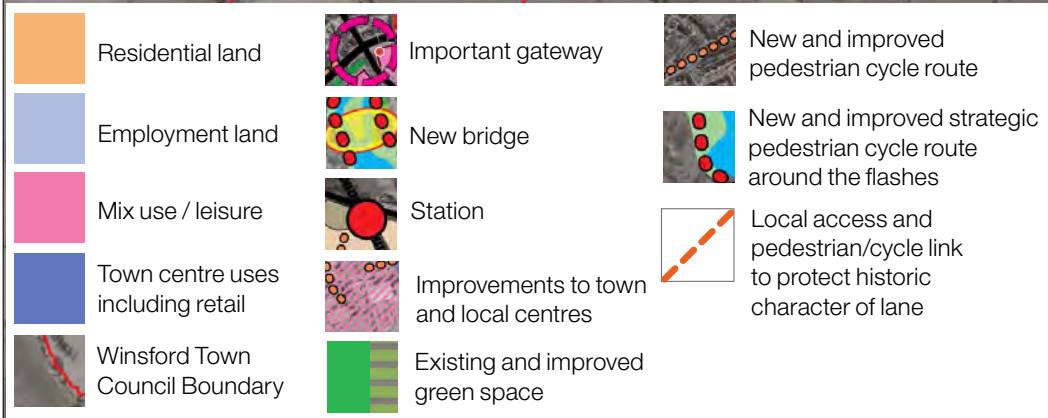 Residential land
Employment land
Mix use / leisure
Town centre uses
including retail
Winsford Town
Council Boundary
Important gateway
New bridge
Station
Improvements to town
and local centres
Existing and improved
green space
New and improved
pedestrian cycle route
New and improved strategic
pedestrian cycle route
around the flashes
Local access and
pedestrian/cycle link
to protect historic
character of lane